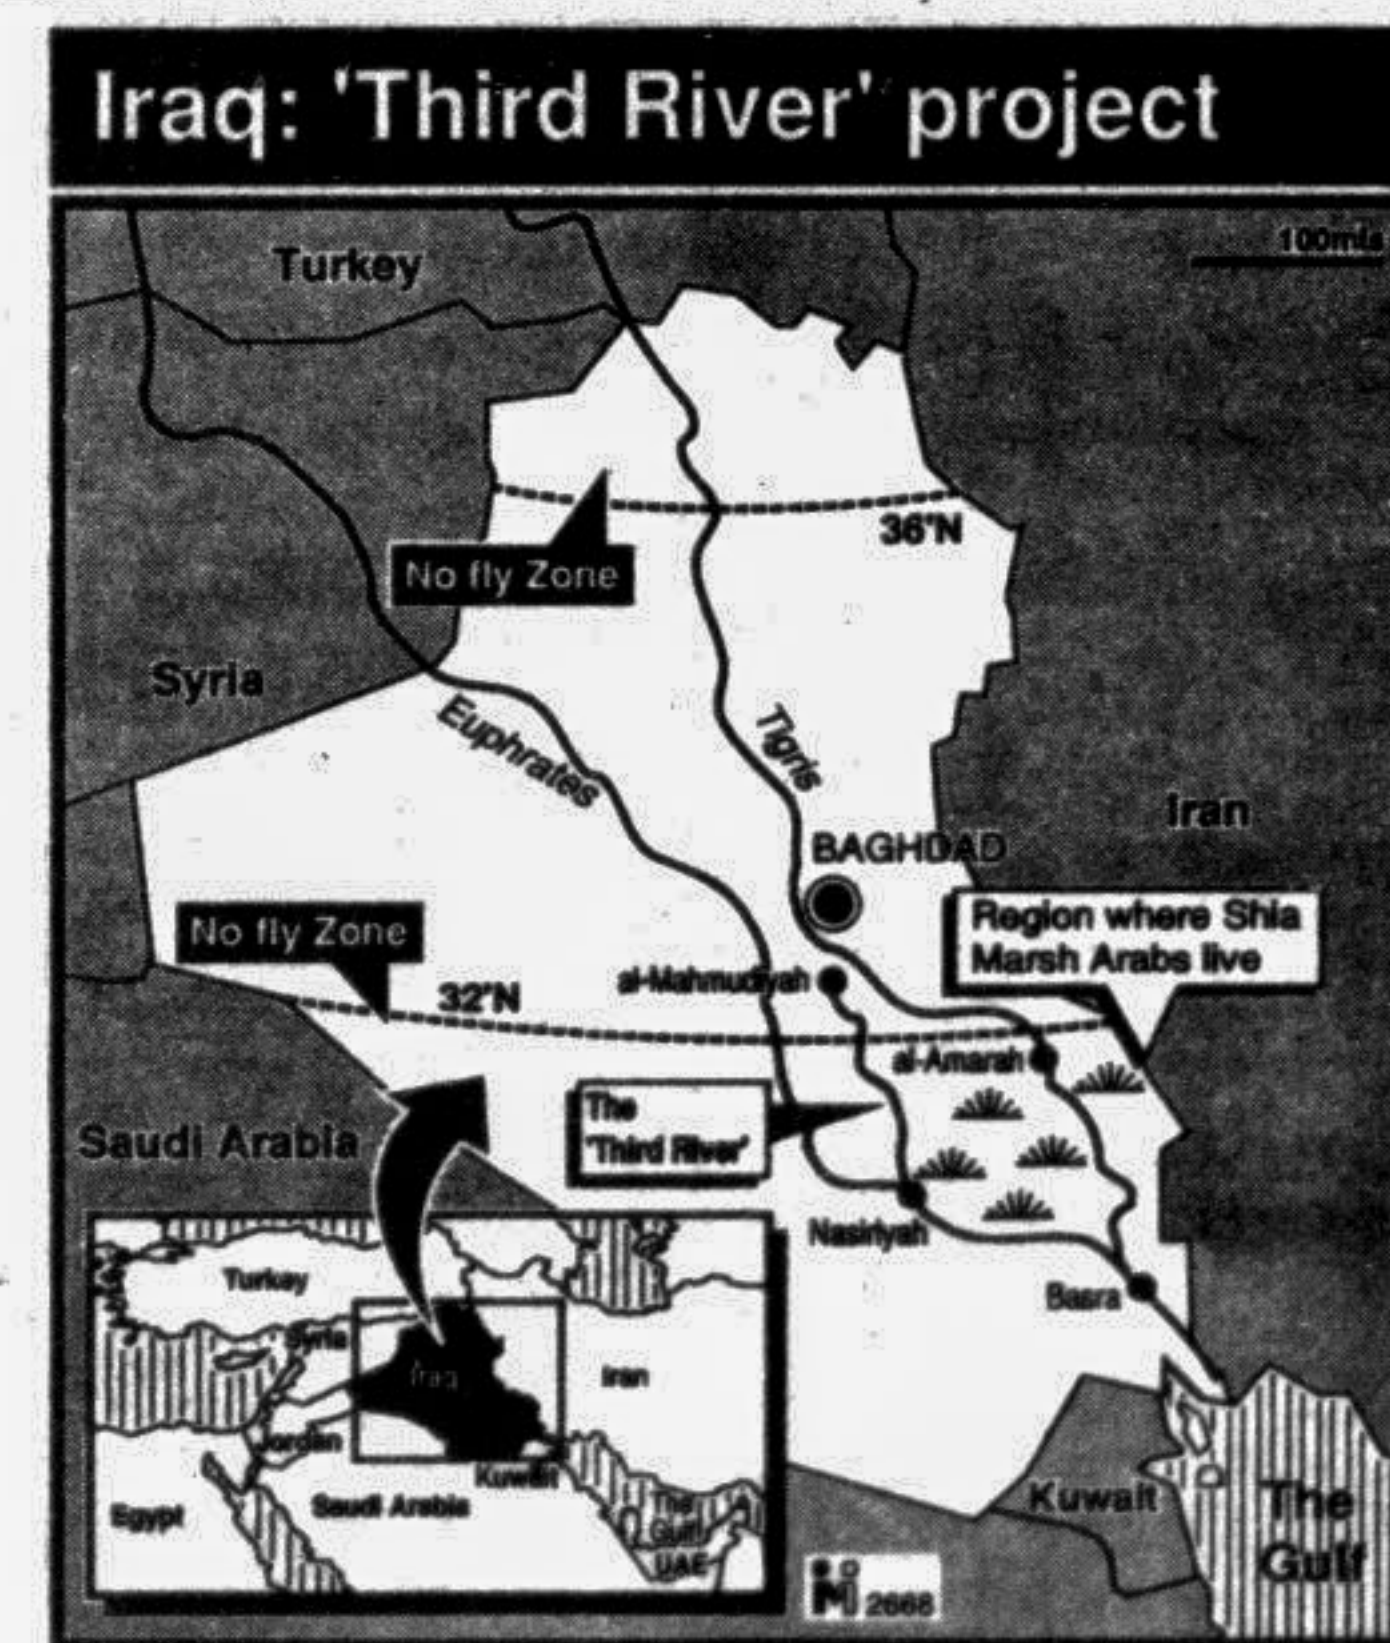 Iraq: 'Third River' project
100mls
Turkey
36°N
No fly Zone
Syria
Euphrates
Tigris
Iran
BAGHDAD
No fly Zone
Region where Shia
Marsh Arabs live
32°N
al-Mahmudiyah
al-Amarah
The
'Third River'
Saudi Arabia
Nasiriyah
Basra
Turkey
Syria
Iraq
Iran
Jordan
Kuwait
Egypt
Saudi Arabia
The
Gulf
UAE
Kuwait
The
Gulf
2668